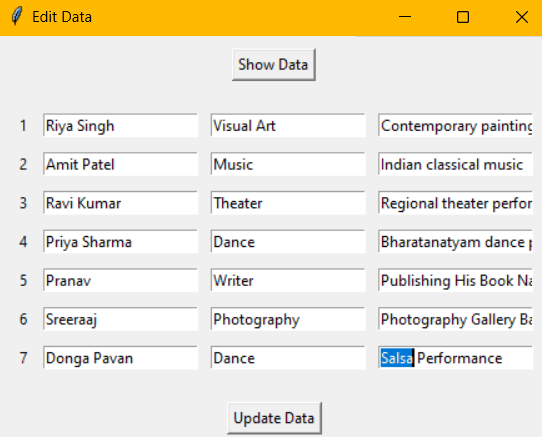 Edit Data
Show Data
1 Riya Singh Visual Art Contemporary painting
2 Amit Patel Music Indian classical music
3 Ravi Kumar Theater Regional theater perfor
4 Priya Sharma Dance Bharatanatyam dance p
5 Pranav Writer Publishing His Book Na
6 Sreeraaj Photography Photography Gallery Ba
7 Donga Pavan Dance Salsa Performance
Update Data